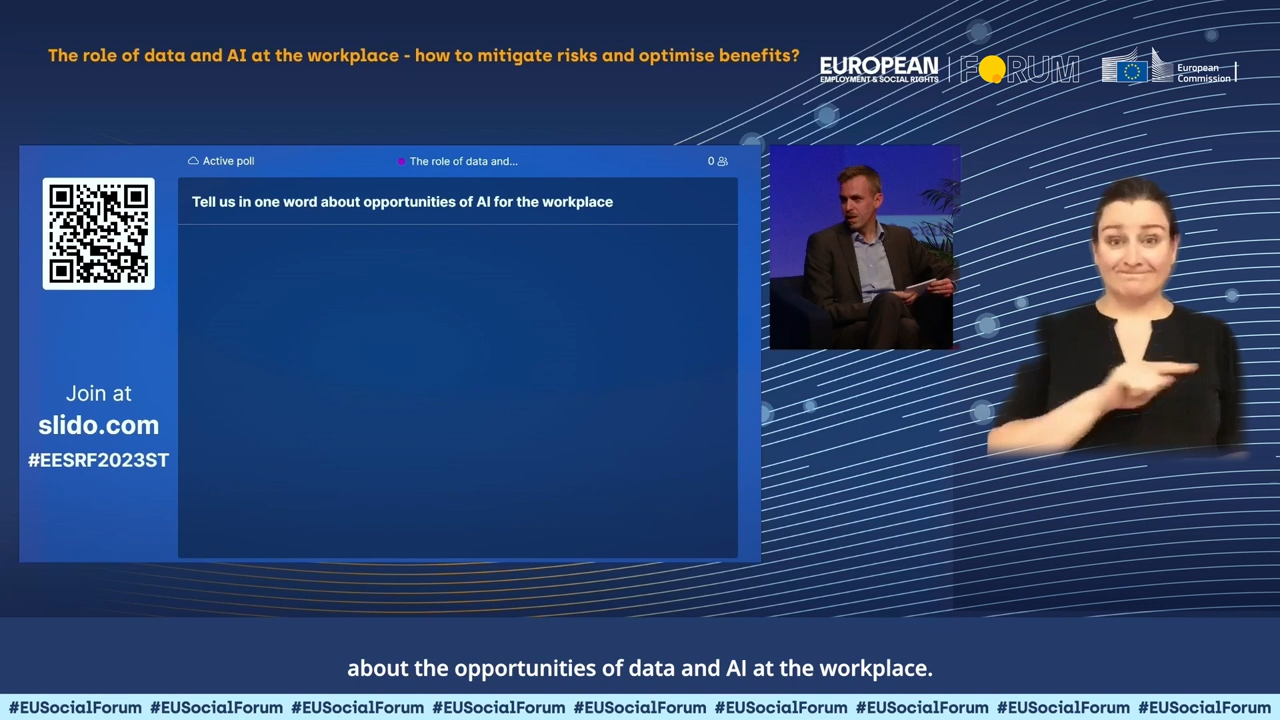 The role of data and AI at the workplace - how to mitigate risks and optimise benefits?
EUROPEAN
EMPLOYMENT & SOCIAL RIGHTS
FORUM
European
Commission
Active poll
The role of data and...
0
Tell us in one word about opportunities of AI for the workplace
Join at
slido.com
#EESRF2023ST
about the opportunities of data and AI at the workplace.
#EUSocialForum #EUSocialForum #EUSocialForum #EUSocialForum #EUSocialForum #EUSocialForum #EUSocialForum #EUSocialForum #EUSocialForum